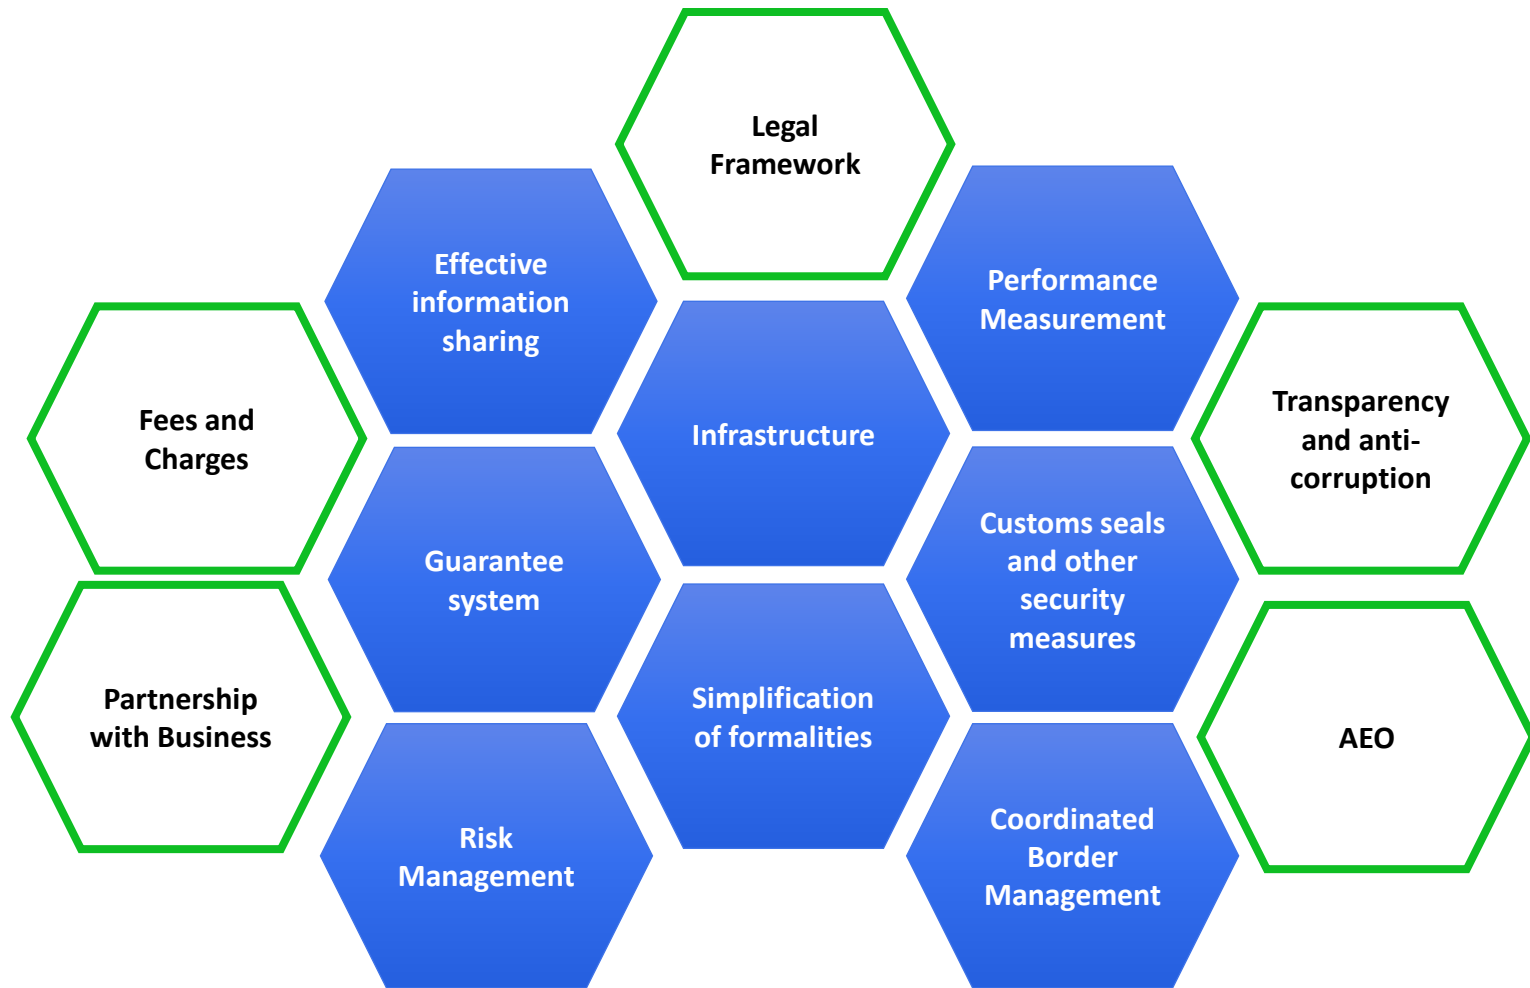 Legal
Framework
Effective
information
sharing
Performance
Measurement
Fees and
Charges
Infrastructure
Transparency
and anti-
corruption
Guarantee
system
Customs seals
and other
security
measures
Partnership
with Business
Simplification
of formalities
AEO
Risk
Management
Coordinated
Border
Management